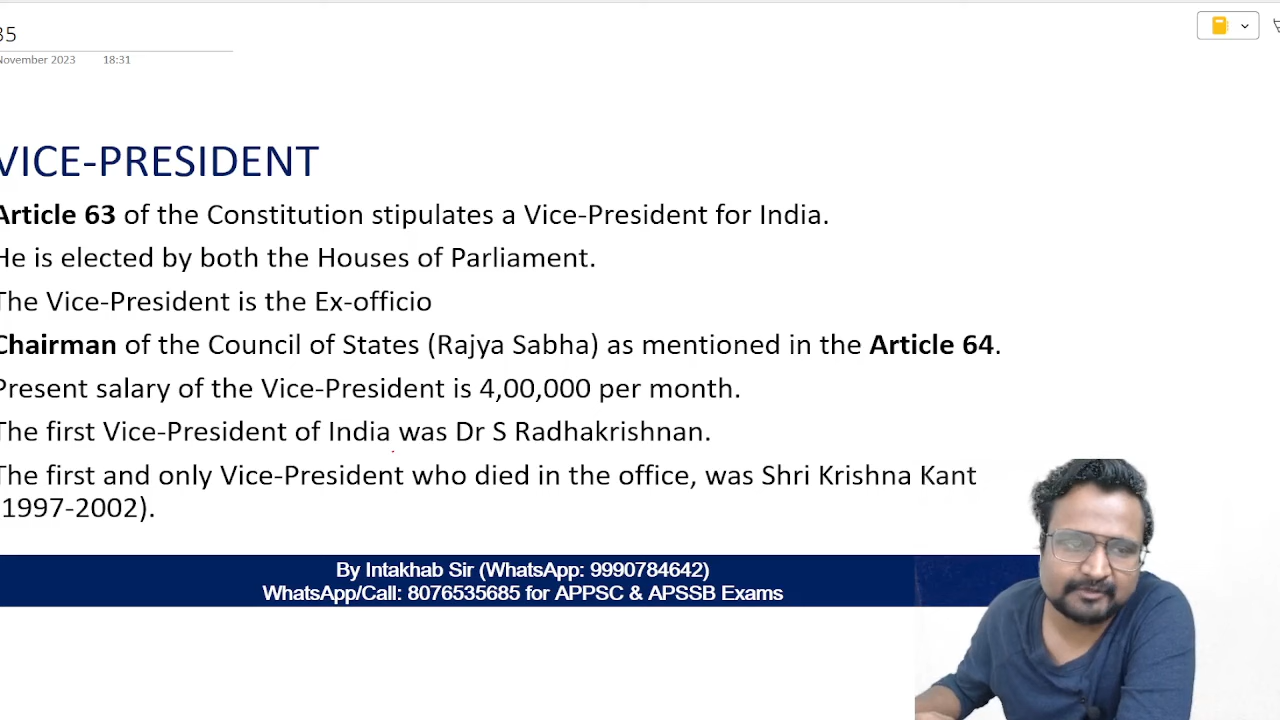 35
November 2023 18:31
VICE-PRESIDENT
Article 63 of the Constitution stipulates a Vice-President for India.
He is elected by both the Houses of Parliament.
The Vice-President is the Ex-officio
Chairman of the Council of States (Rajya Sabha) as mentioned in the Article 64.
Present salary of the Vice-President is 4,00,000 per month.
The first Vice-President of India was Dr S Radhakrishnan.
The first and only Vice-President who died in the office, was Shri Krishna Kant
1997-2002).
By Intakhab Sir (WhatsApp: 9990784642)
WhatsApp/Call: 8076535685 for APPSC & APSSB Exams